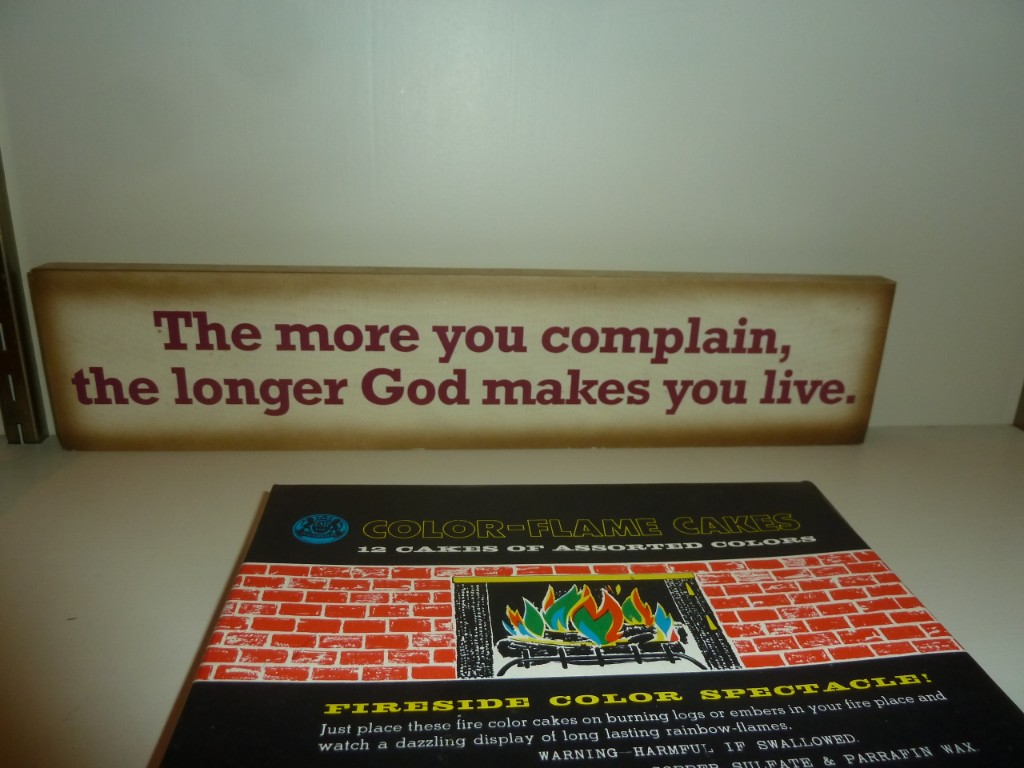 The more you complain,
the longer God makes you live.
COLOR-FLAME CAKES
12 CAKES OF ASSORTED COLORS
FIRESIDE COLOR SPECTACLE!
Just place these fire color cakes on burning logs or embers in your fire place and
watch a dazzling display of long lasting rainbow-flames.
WARNING—HARMFUL IF SWALLOWED.
COPPER SULFATE & PARRAFIN WAX.